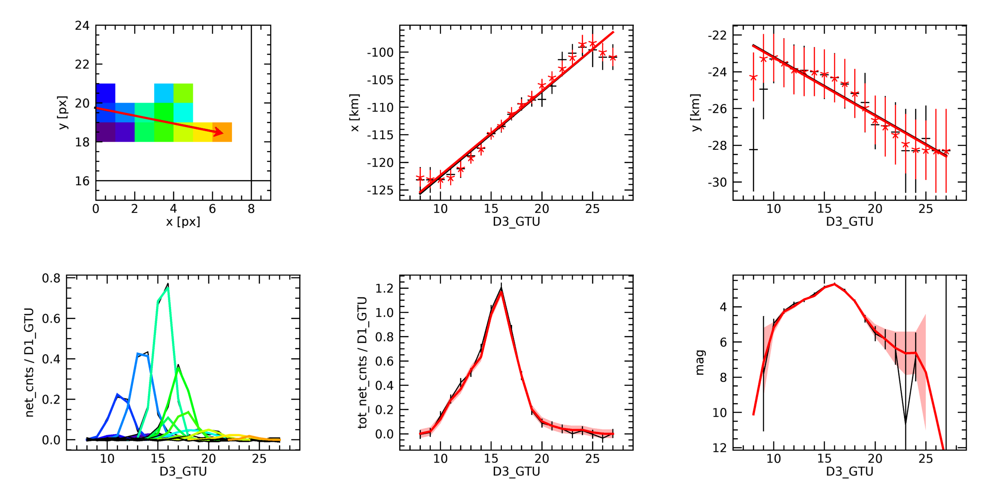 24
22
20
18
16
y [px]
0 2 4 6 8
x [px]
-100
-105
-110
-115
-120
-125
x [km]
10 15 20 25
D3_GTU
-22
-24
-26
-28
-30
y [km]
10 15 20 25
D3_GTU
0.8
0.6
0.4
0.2
0.0
net_cnts / D1_GTU
10 15 20 25
D3_GTU
1.2
1.0
0.8
0.6
0.4
0.2
0.0
tot_net_cnts / D1_GTU
10 15 20 25
D3_GTU
4
6
8
10
12
mag
10 15 20 25
D3_GTU